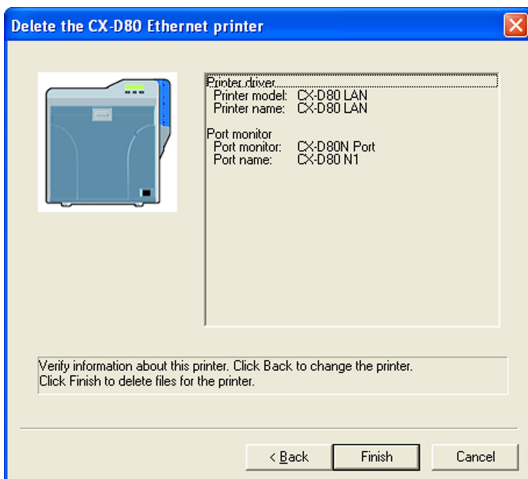 Delete the CX-D80 Ethernet printer
Printer driver
Printer model: CX-D80 LAN
Printer name: CX-D80 LAN
Port monitor
Port monitor: CX-D80N Port
Port name: CX-D80 N1
Verify information about this printer. Click Back to change the printer.
Click Finish to delete files for the printer.
< Back Finish Cancel